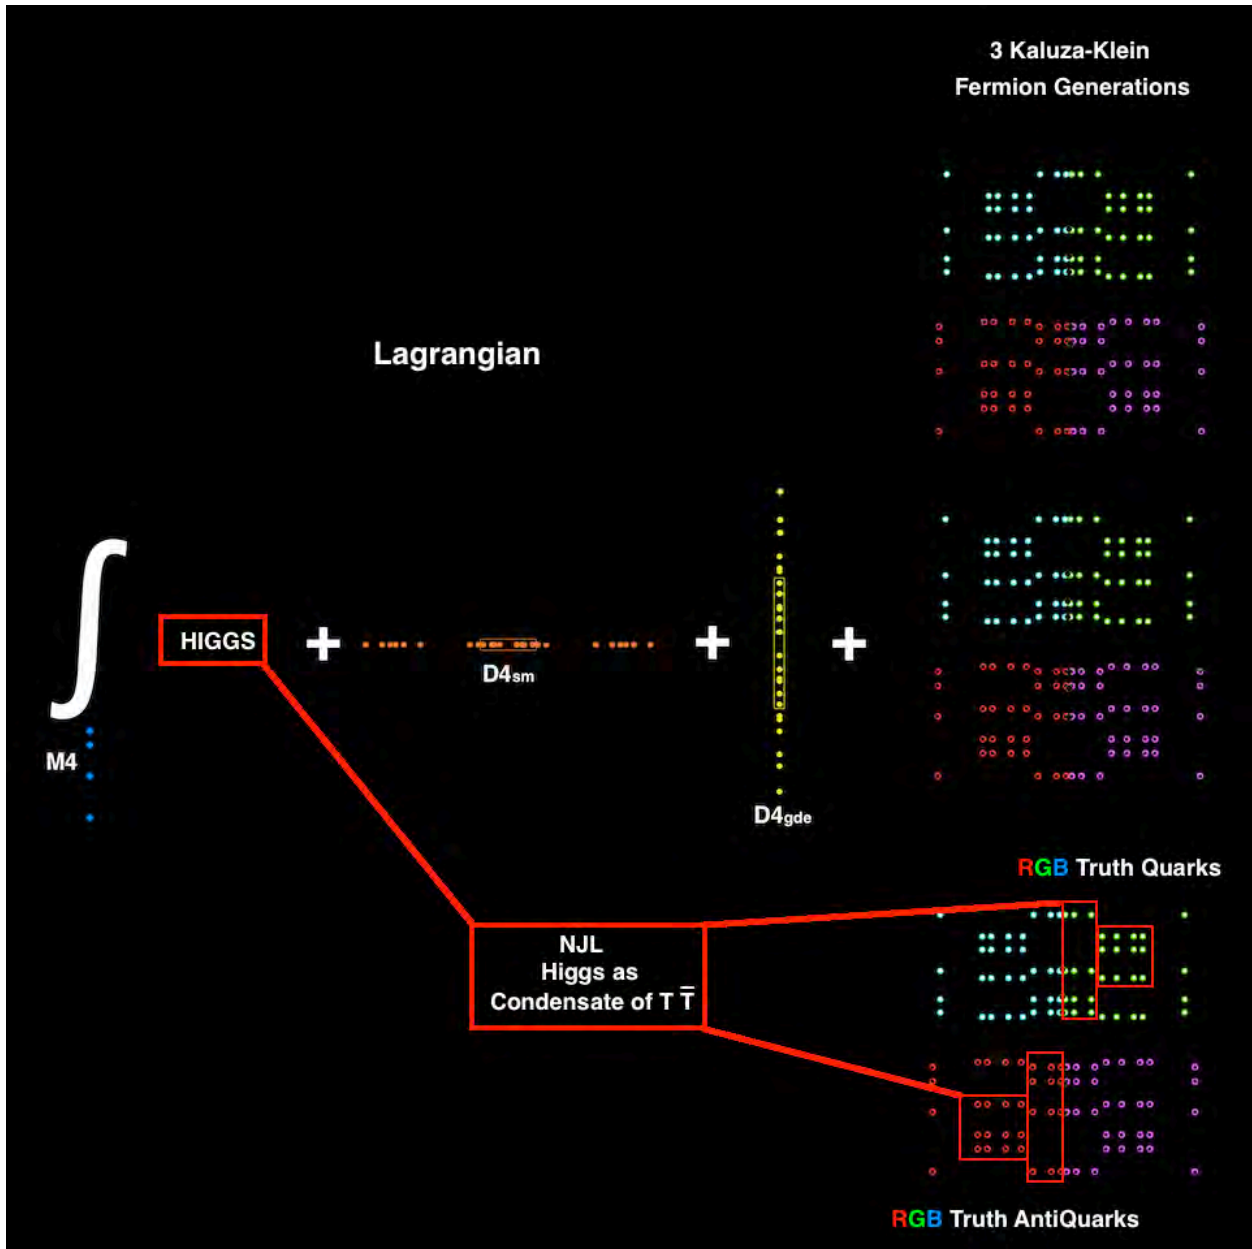 3 Kaluza-Klein
Fermion Generations
Lagrangian
∫ HIGGS + + +
D4sm
M4
D4gde
RGB Truth Quarks
NJL
Higgs as
Condensate of T T̅
RGB Truth AntiQuarks